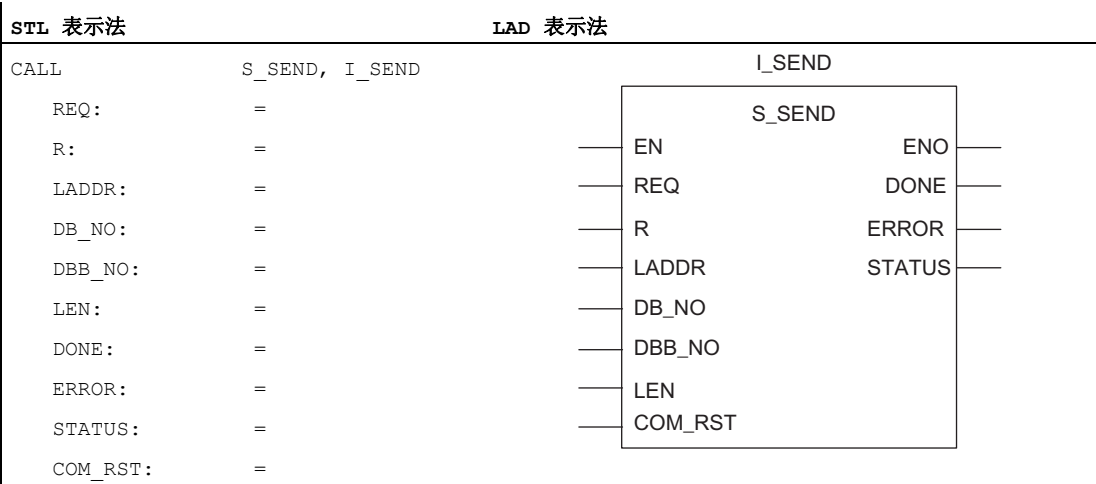 STL 表示法 LAD 表示法
CALL S_SEND, I_SEND
REQ: =
R: =
LADDR: =
DB_NO: =
DBB_NO: =
LEN: =
DONE: =
ERROR: =
STATUS: =
COM_RST: =
I_SEND
S_SEND
EN ENO
REQ DONE
R ERROR
LADDR STATUS
DB_NO
DBB_NO
LEN
COM_RST